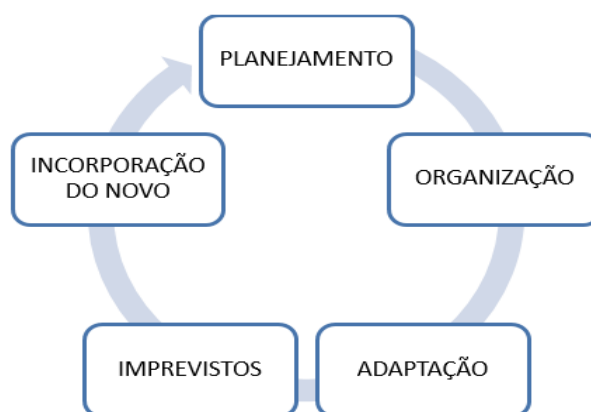 PLANEJAMENTO
ORGANIZAÇÃO
ADAPTAÇÃO
IMPREVISTOS
INCORPORAÇÃO
DO NOVO